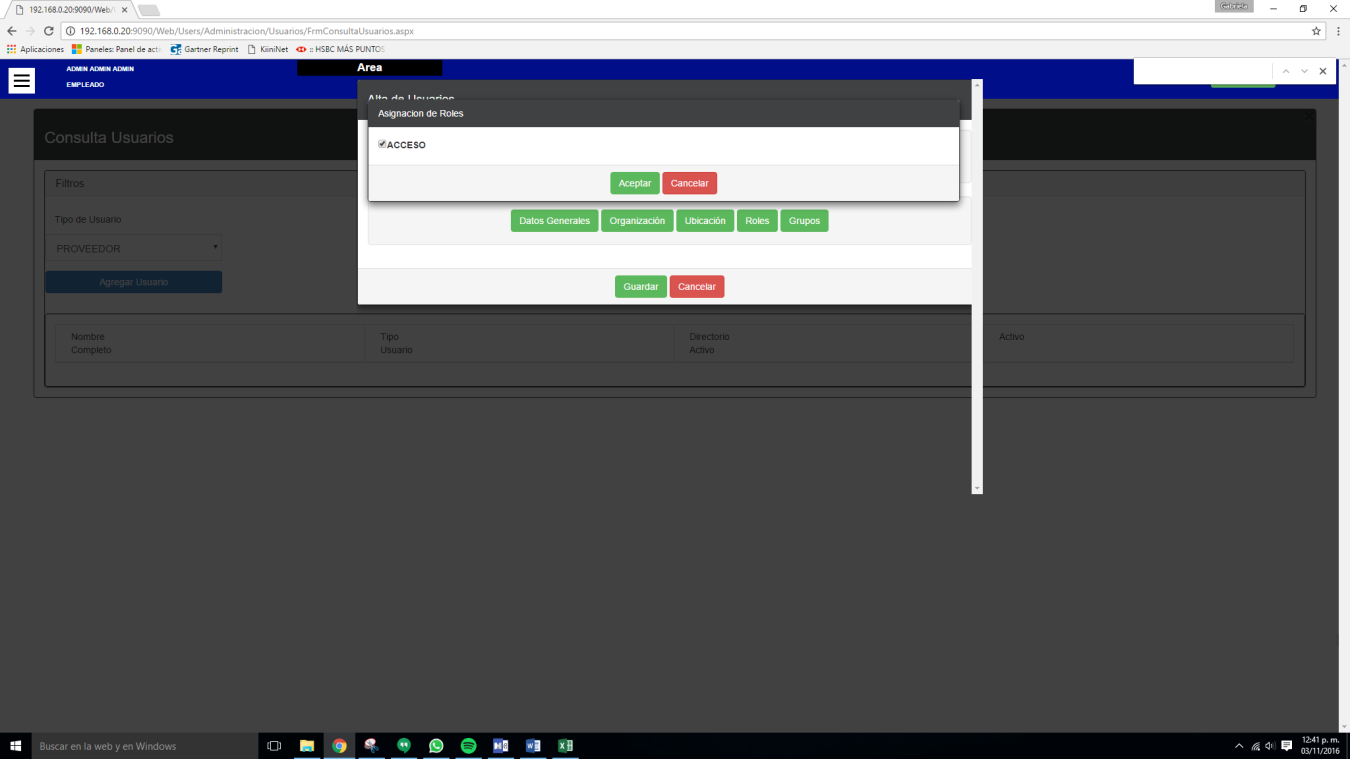 Gabriela
192.168.0.20:9090/Web/
192.168.0.20:9090/Web/Users/Administracion/Usuarios/FrmConsultaUsuarios.aspx
Aplicaciones Paneles: Panel de acti Gartner Reprint KiiniNet :: HSBC MÁS PUNTOS
ADMIN ADMIN ADMIN
EMPLEADO
Area
Alta de Usuarios
Asignacion de Roles
ACCESO
Aceptar Cancelar
Datos Generales Organización Ubicación Roles Grupos
Guardar Cancelar
Consulta Usuarios
Filtros
Tipo de Usuario
PROVEEDOR
Agregar Usuario
Nombre Completo
Tipo Usuario
Directorio Activo
Activo
Buscar en la web y en Windows
12:41 p. m.
03/11/2016